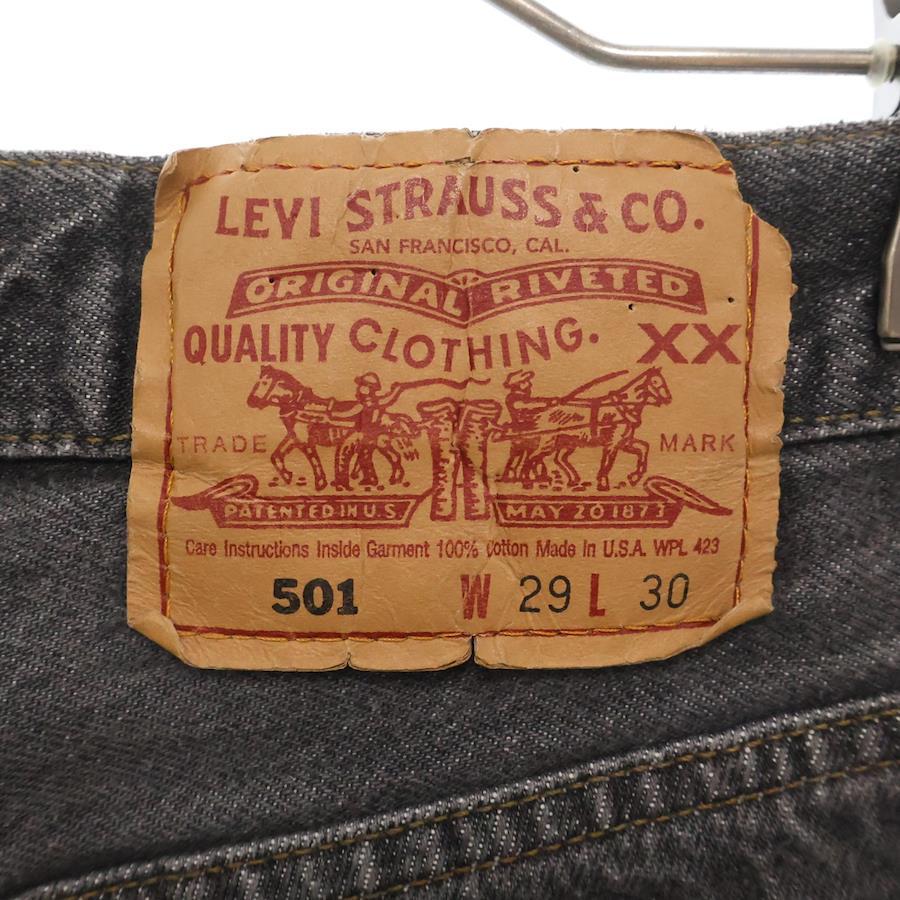 LEVI STRAUSS & CO.
SAN FRANCISCO, CAL.
ORIGINAL RIVETED
QUALITY CLOTHING. XX
TRADE MARK
PATENTED IN U.S. MAY 20 1873
Care Instructions Inside Garment 100% Cotton Made in U.S.A. WPL 423
501 W 29 L 30